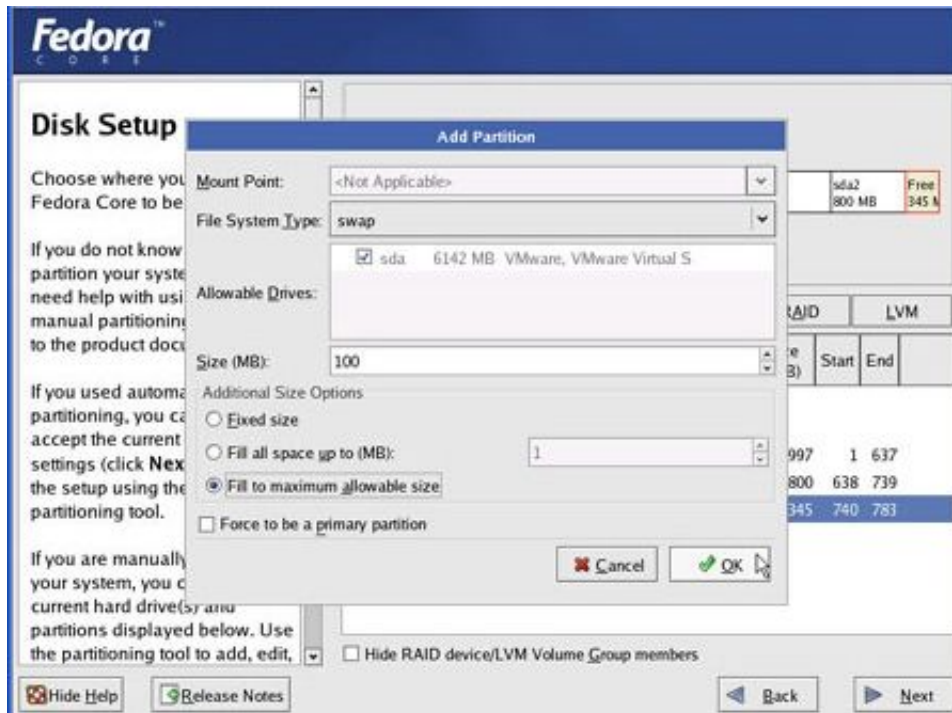 Fedora™
CORE
Disk Setup
Choose where you
Fedora Core to be
If you do not know
partition your syste
need help with usi
manual partitioning
to the product docu
If you used automa
partitioning, you ca
accept the current
settings (click Nex
the setup using the
partitioning tool.
If you are manually
your system, you c
current hard drive(s) and
partitions displayed below. Use
the partitioning tool to add, edit,
Add Partition
Mount Point: <Not Applicable>
File System Type: swap
Allowable Drives:
sda 6142 MB VMware, VMware Virtual S
Size (MB): 100
Additional Size Options
Fixed size
Fill all space up to (MB): 1
Fill to maximum allowable size
Force to be a primary partition
Cancel OK
sda2 Free
800 MB 345 M
RAID LVM
Start End
997 1 637
800 638 739
345 740 783
Hide RAID device/LVM Volume Group members
Hide Help Release Notes Back Next